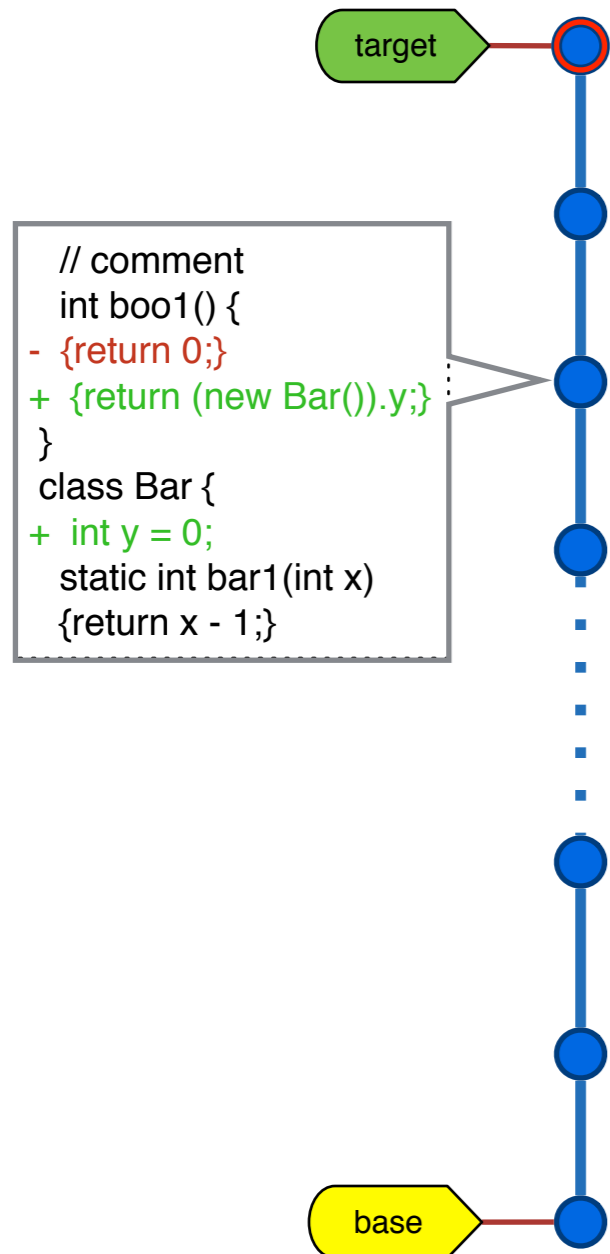 target
// comment
int boo1() {
- {return 0;}
+ {return (new Bar()).y;}
}
class Bar {
+ int y = 0;
static int bar1(int x)
{return x - 1;}
base